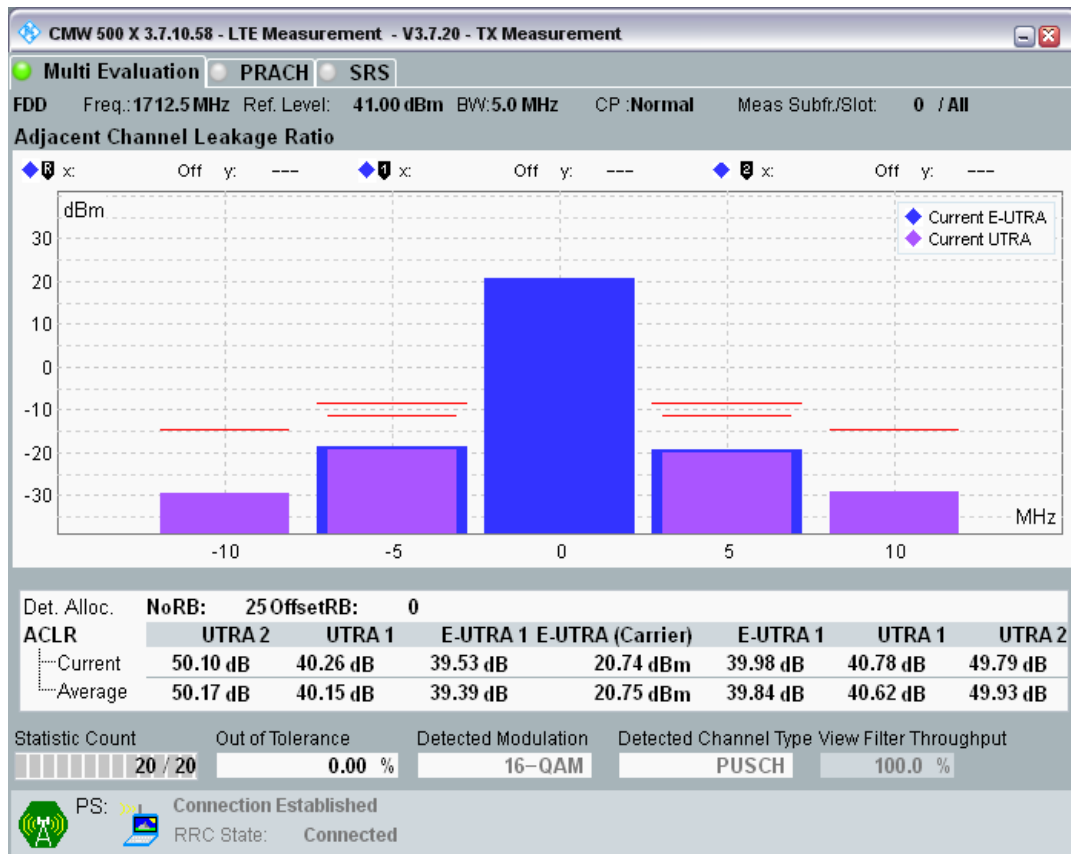 CMW 500 X 3.7.10.58 - LTE Measurement - V3.7.20 - TX Measurement
Multi Evaluation PRACH SRS
FDD Freq.:1712.5 MHz Ref. Level: 41.00 dBm BW:5.0 MHz CP :Normal Meas Subfr./Slot: 0 / All
Adjacent Channel Leakage Ratio
R x: Off y: --- 1 x: Off y: --- 2 x: Off y: ---
dBm
Current E-UTRA
Current UTRA
30
20
10
0
-10
-20
-30
MHz
-10 -5 0 5 10
Det. Alloc. NoRB: 25 OffsetRB: 0
ACLR UTRA 2 UTRA 1 E-UTRA 1 E-UTRA (Carrier) E-UTRA 1 UTRA 1 UTRA 2
Current 50.10 dB 40.26 dB 39.53 dB 20.74 dBm 39.98 dB 40.78 dB 49.79 dB
Average 50.17 dB 40.15 dB 39.39 dB 20.75 dBm 39.84 dB 40.62 dB 49.93 dB
Statistic Count Out of Tolerance Detected Modulation Detected Channel Type View Filter Throughput
20 / 20 0.00 % 16-QAM PUSCH 100.0 %
PS: Connection Established
RRC State: Connected